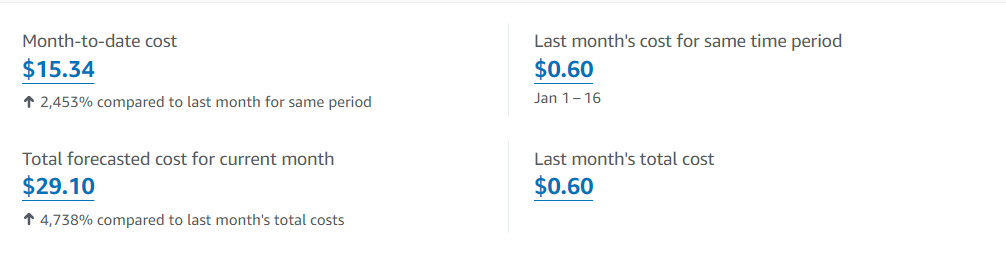 Month-to-date cost
$15.34
↑ 2,453% compared to last month for same period
Last month's cost for same time period
$0.60
Jan 1 – 16
Total forecasted cost for current month
$29.10
↑ 4,738% compared to last month's total costs
Last month's total cost
$0.60